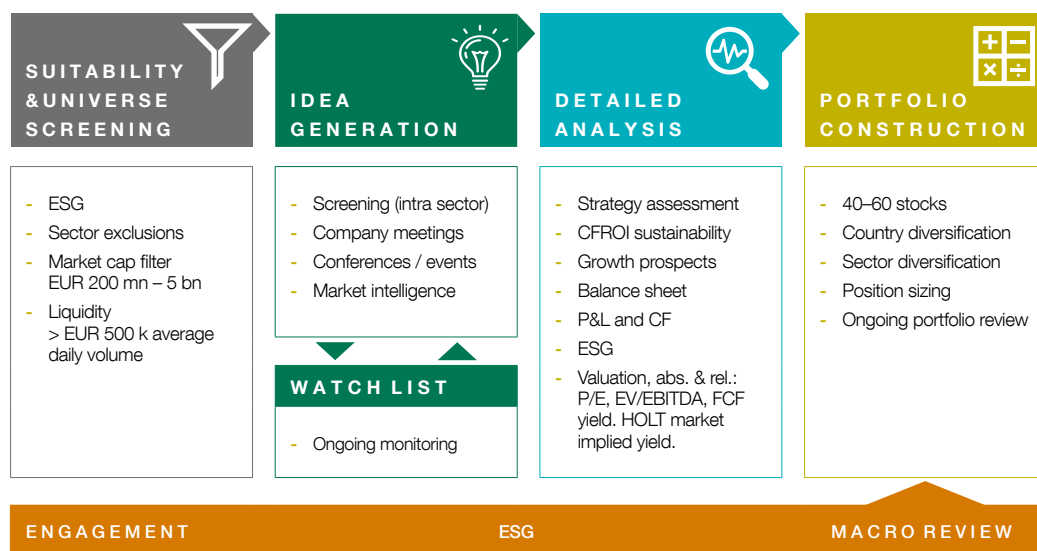 SUITABILITY
&UNIVERSE
SCREENING
- ESG
- Sector exclusions
- Market cap filter
EUR 200 mn – 5 bn
- Liquidity
> EUR 500 k average
daily volume
IDEA
GENERATION
- Screening (intra sector)
- Company meetings
- Conferences / events
- Market intelligence
WATCH LIST
- Ongoing monitoring
DETAILED
ANALYSIS
- Strategy assessment
- CFROI sustainability
- Growth prospects
- Balance sheet
- P&L and CF
- ESG
- Valuation, abs. & rel.:
P/E, EV/EBITDA, FCF
yield. HOLT market
implied yield.
PORTFOLIO
CONSTRUCTION
- 40–60 stocks
- Country diversification
- Sector diversification
- Position sizing
- Ongoing portfolio review
ENGAGEMENT
ESG
MACRO REVIEW